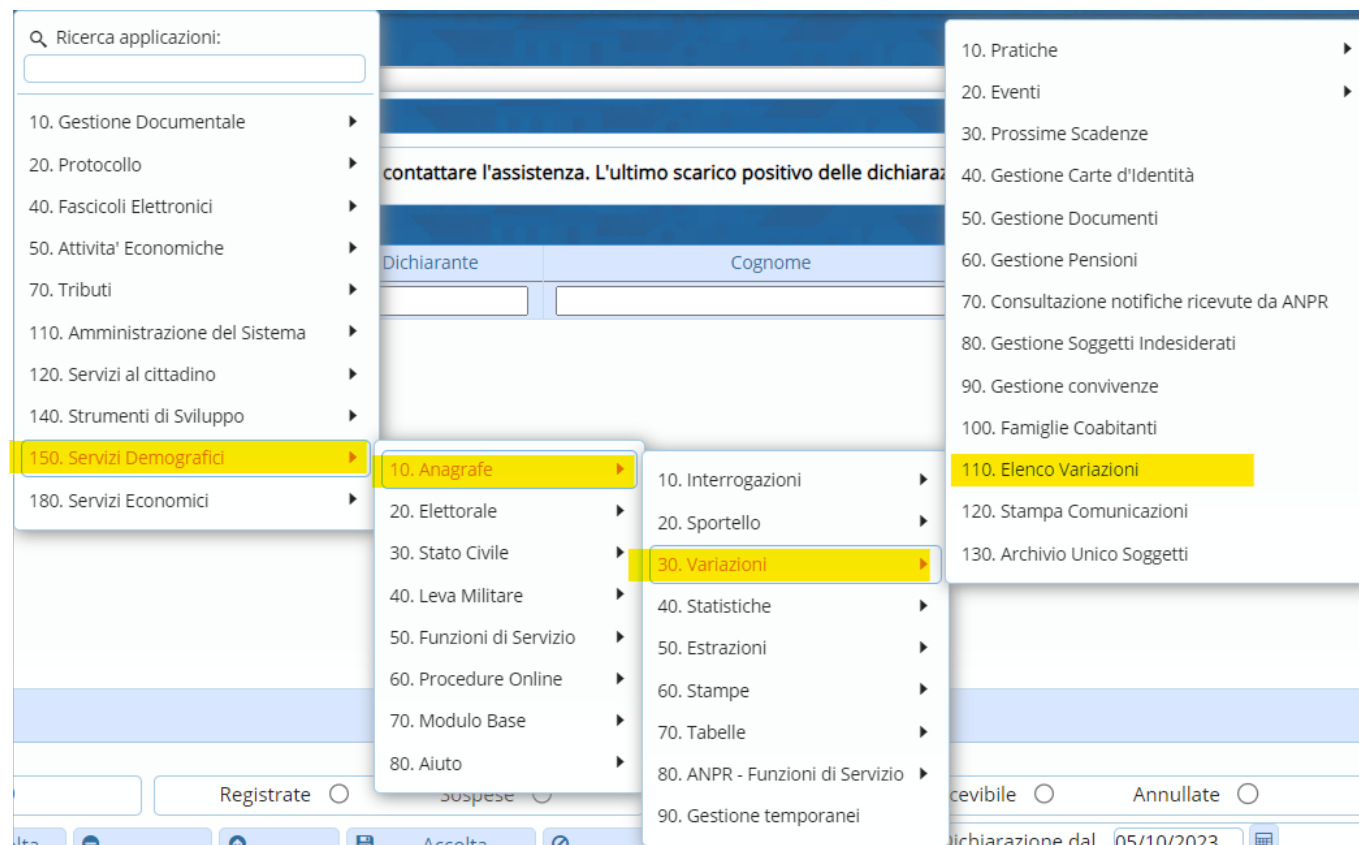 Ricerca applicazioni:
10. Gestione Documentale
20. Protocollo
40. Fascicoli Elettronici
50. Attivita' Economiche
70. Tributi
110. Amministrazione del Sistema
120. Servizi al cittadino
140. Strumenti di Sviluppo
150. Servizi Demografici
180. Servizi Economici
10. Anagrafe
20. Elettorale
30. Stato Civile
40. Leva Militare
50. Funzioni di Servizio
60. Procedure Online
70. Modulo Base
80. Aiuto
10. Interrogazioni
20. Sportello
30. Variazioni
40. Statistiche
50. Estrazioni
60. Stampe
70. Tabelle
80. ANPR - Funzioni di Servizio
90. Gestione temporanei
10. Pratiche
20. Eventi
30. Prossime Scadenze
40. Gestione Carte d'Identità
50. Gestione Documenti
60. Gestione Pensioni
70. Consultazione notifiche ricevute da ANPR
80. Gestione Soggetti Indesiderati
90. Gestione convivenze
100. Famiglie Coabitanti
110. Elenco Variazioni
120. Stampa Comunicazioni
130. Archivio Unico Soggetti
contattare l'assistenza. L'ultimo scarico positivo delle dichiaraz
Dichiarante Cognome
Registrate Sospese cevibile Annullate
Accolta Dichiarazione dal 05/10/2023